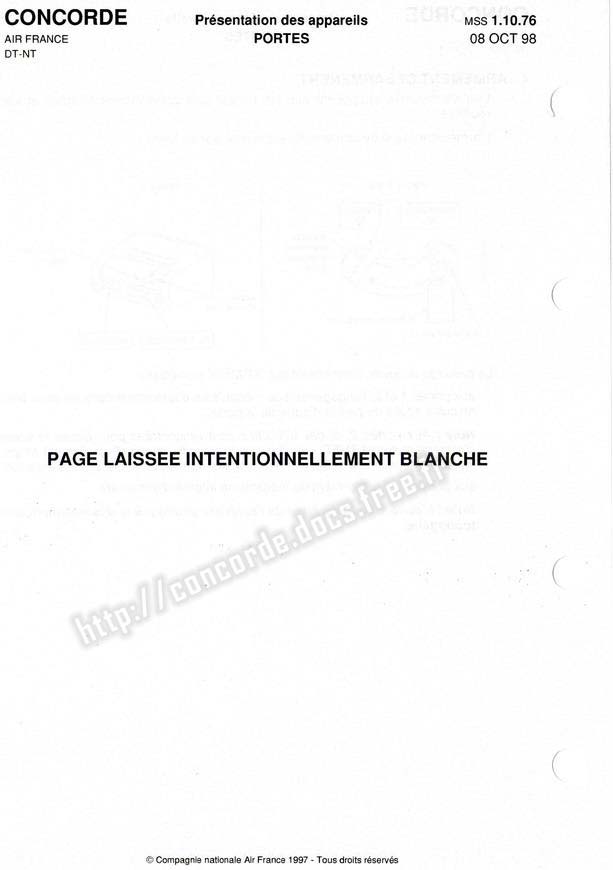 CONCORDE
AIR FRANCE
DT-NT
Présentation des appareils
PORTES
MSS 1.10.76
08 OCT 98
PAGE LAISSEE INTENTIONNELLEMENT BLANCHE
http://concorde.docs.free.fr
© Compagnie nationale Air France 1997 - Tous droits réservés